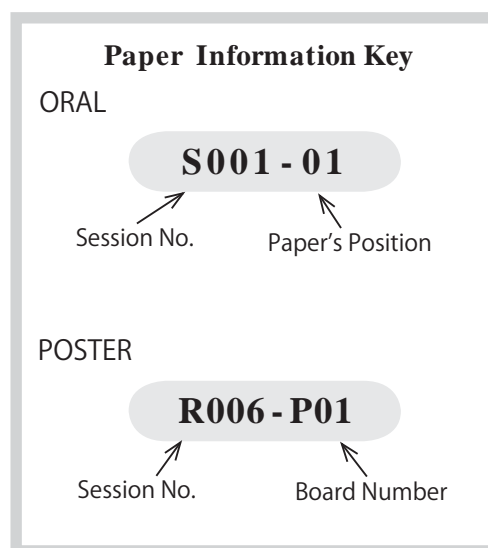 Paper Information Key
ORAL
S001 - 01
Session No. Paper's Position
POSTER
R006 - P01
Session No. Board Number